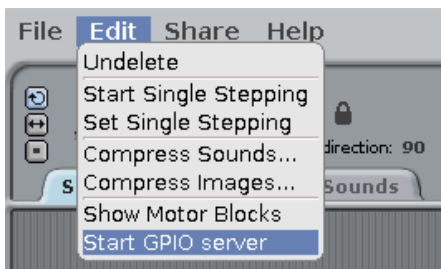 File Edit Share Help
Undelete
Start Single Stepping
Set Single Stepping
Compress Sounds...
Compress Images...
Show Motor Blocks
Start GPIO server
direction: 90
S
Sounds